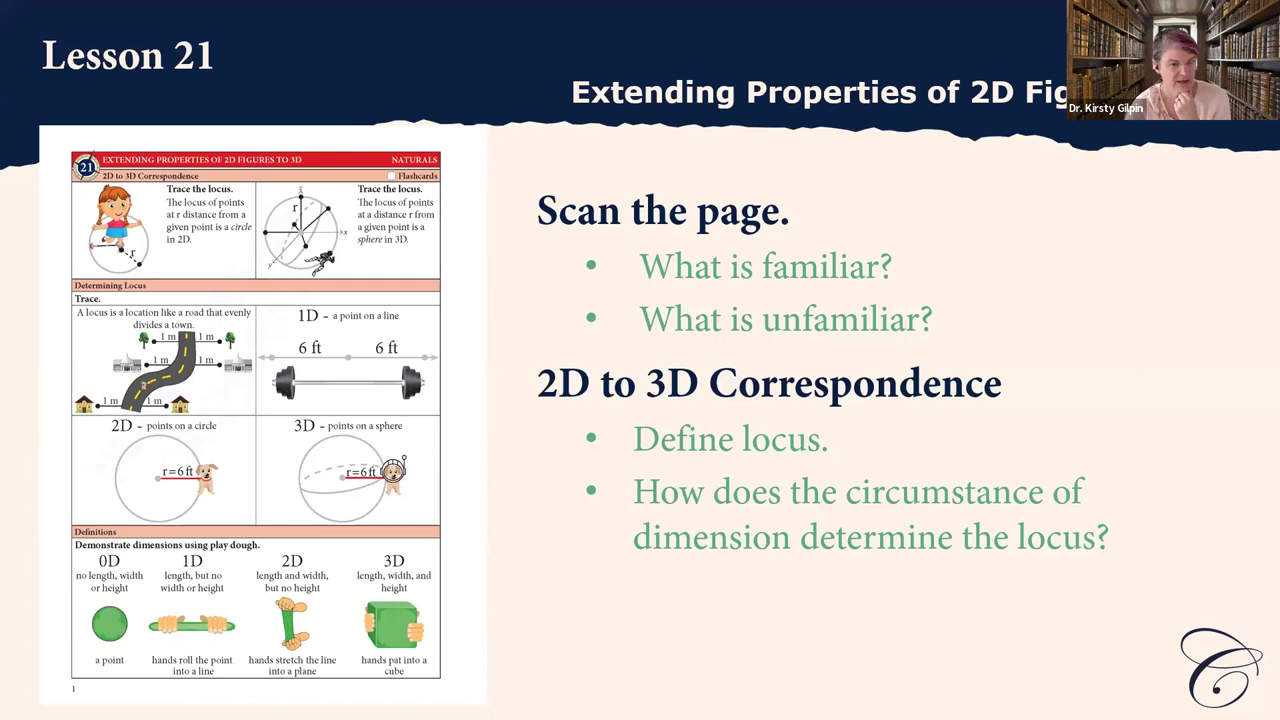 Lesson 21
Extending Properties of 2D Fig
Dr. Kirsty Gilpin
21
EXTENDING PROPERTIES OF 2D FIGURES TO 3D
NATURALS
2D to 3D Correspondence
Flashcards
Trace the locus.
The locus of points
at r distance from a
given point is a circle
in 2D.
r
Trace the locus.
The locus of points
at a distance r from
a given point is a
sphere in 3D.
z
r
x
y
Determining Locus
Trace.
A locus is a location like a road that evenly
divides a town.
1 m 1 m
1 m 1 m
1 m 1 m
1D - a point on a line
6 ft 6 ft
2D - points on a circle
r=6 ft
3D - points on a sphere
r=6 ft
Definitions
Demonstrate dimensions using play dough.
0D
no length, width
or height
a point
1D
length, but no
width or height
hands roll the point
into a line
2D
length and width,
but no height
hands stretch the line
into a plane
3D
length, width, and
height
hands pat into a
cube
1
Scan the page.
• What is familiar?
• What is unfamiliar?
2D to 3D Correspondence
• Define locus.
• How does the circumstance of
dimension determine the locus?
C